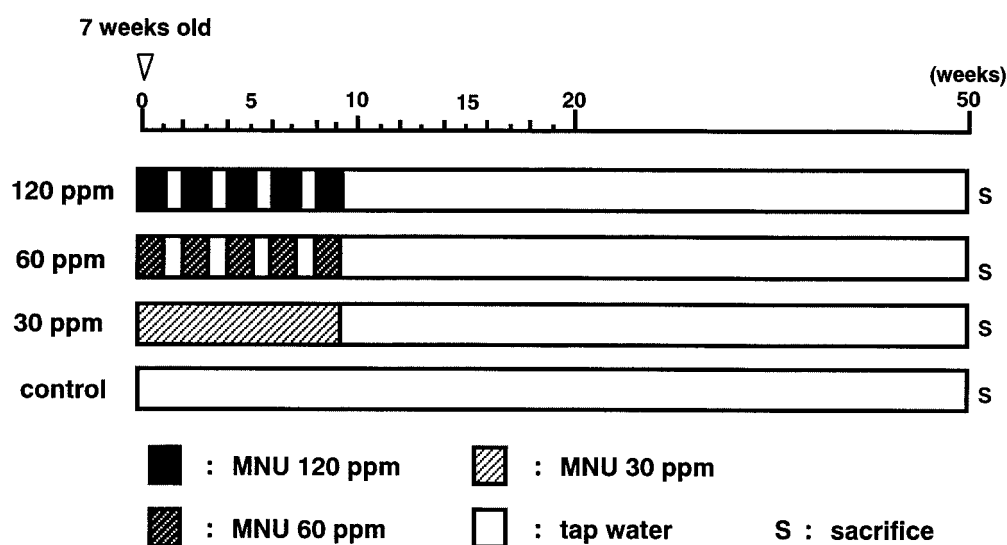 7 weeks old
(weeks)
0 5 10 15 20 50
120 ppm S
60 ppm S
30 ppm S
control S
: MNU 120 ppm : MNU 30 ppm
: MNU 60 ppm : tap water S : sacrifice